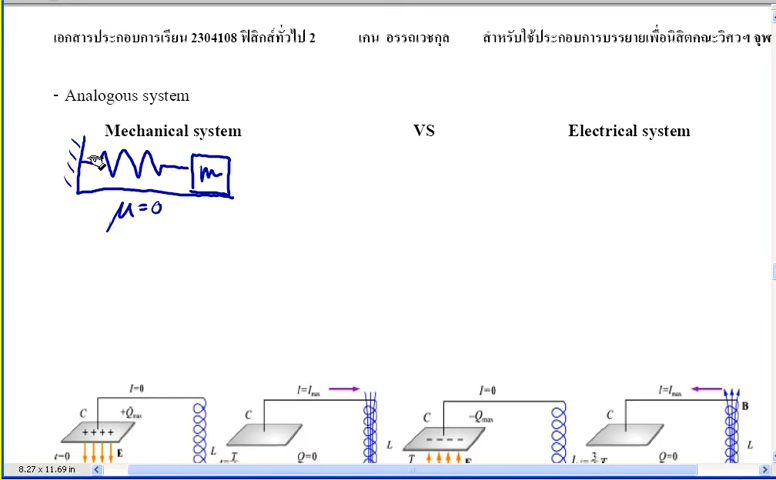 เอกสารประกอบการเรียน 2304108 ฟิสิกส์ทั่วไป 2 เคน อรรถเวชกุล สำหรับใช้ประกอบการบรรยายเพื่อนิสิตคณะวิศวฯ จุฬ
- Analogous system
Mechanical system VS Electrical system
m
μ=0
I=0 I=Imax I=0 I=Imax
C +Qmax C C -Qmax C B
++++ ----
L L L
t=0 E Q=0 T Q=0
8.27 x 11.69 in